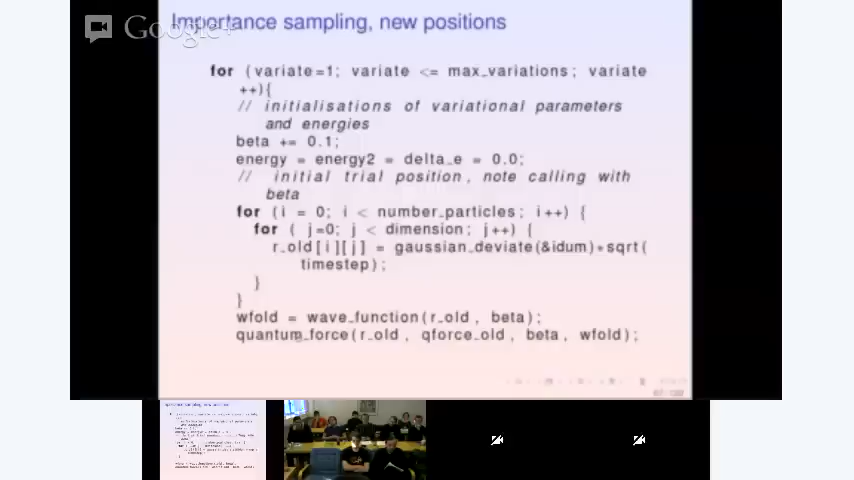 Google+
Importance sampling, new positions
for (variate=1; variate <= max_variations; variate
++){
// initialisations of variational parameters
and energies
beta += 0.1;
energy = energy2 = delta_e = 0.0;
// initial trial position, note calling with
beta
for (i = 0; i < number_particles; i++) {
for ( j=0; j < dimension; j++) {
r_old[i][j] = gaussian_deviate(&idum)*sqrt(
timestep);
}
}
wfold = wave_function(r_old, beta);
quantum_force(r_old, qforce_old, beta, wfold);